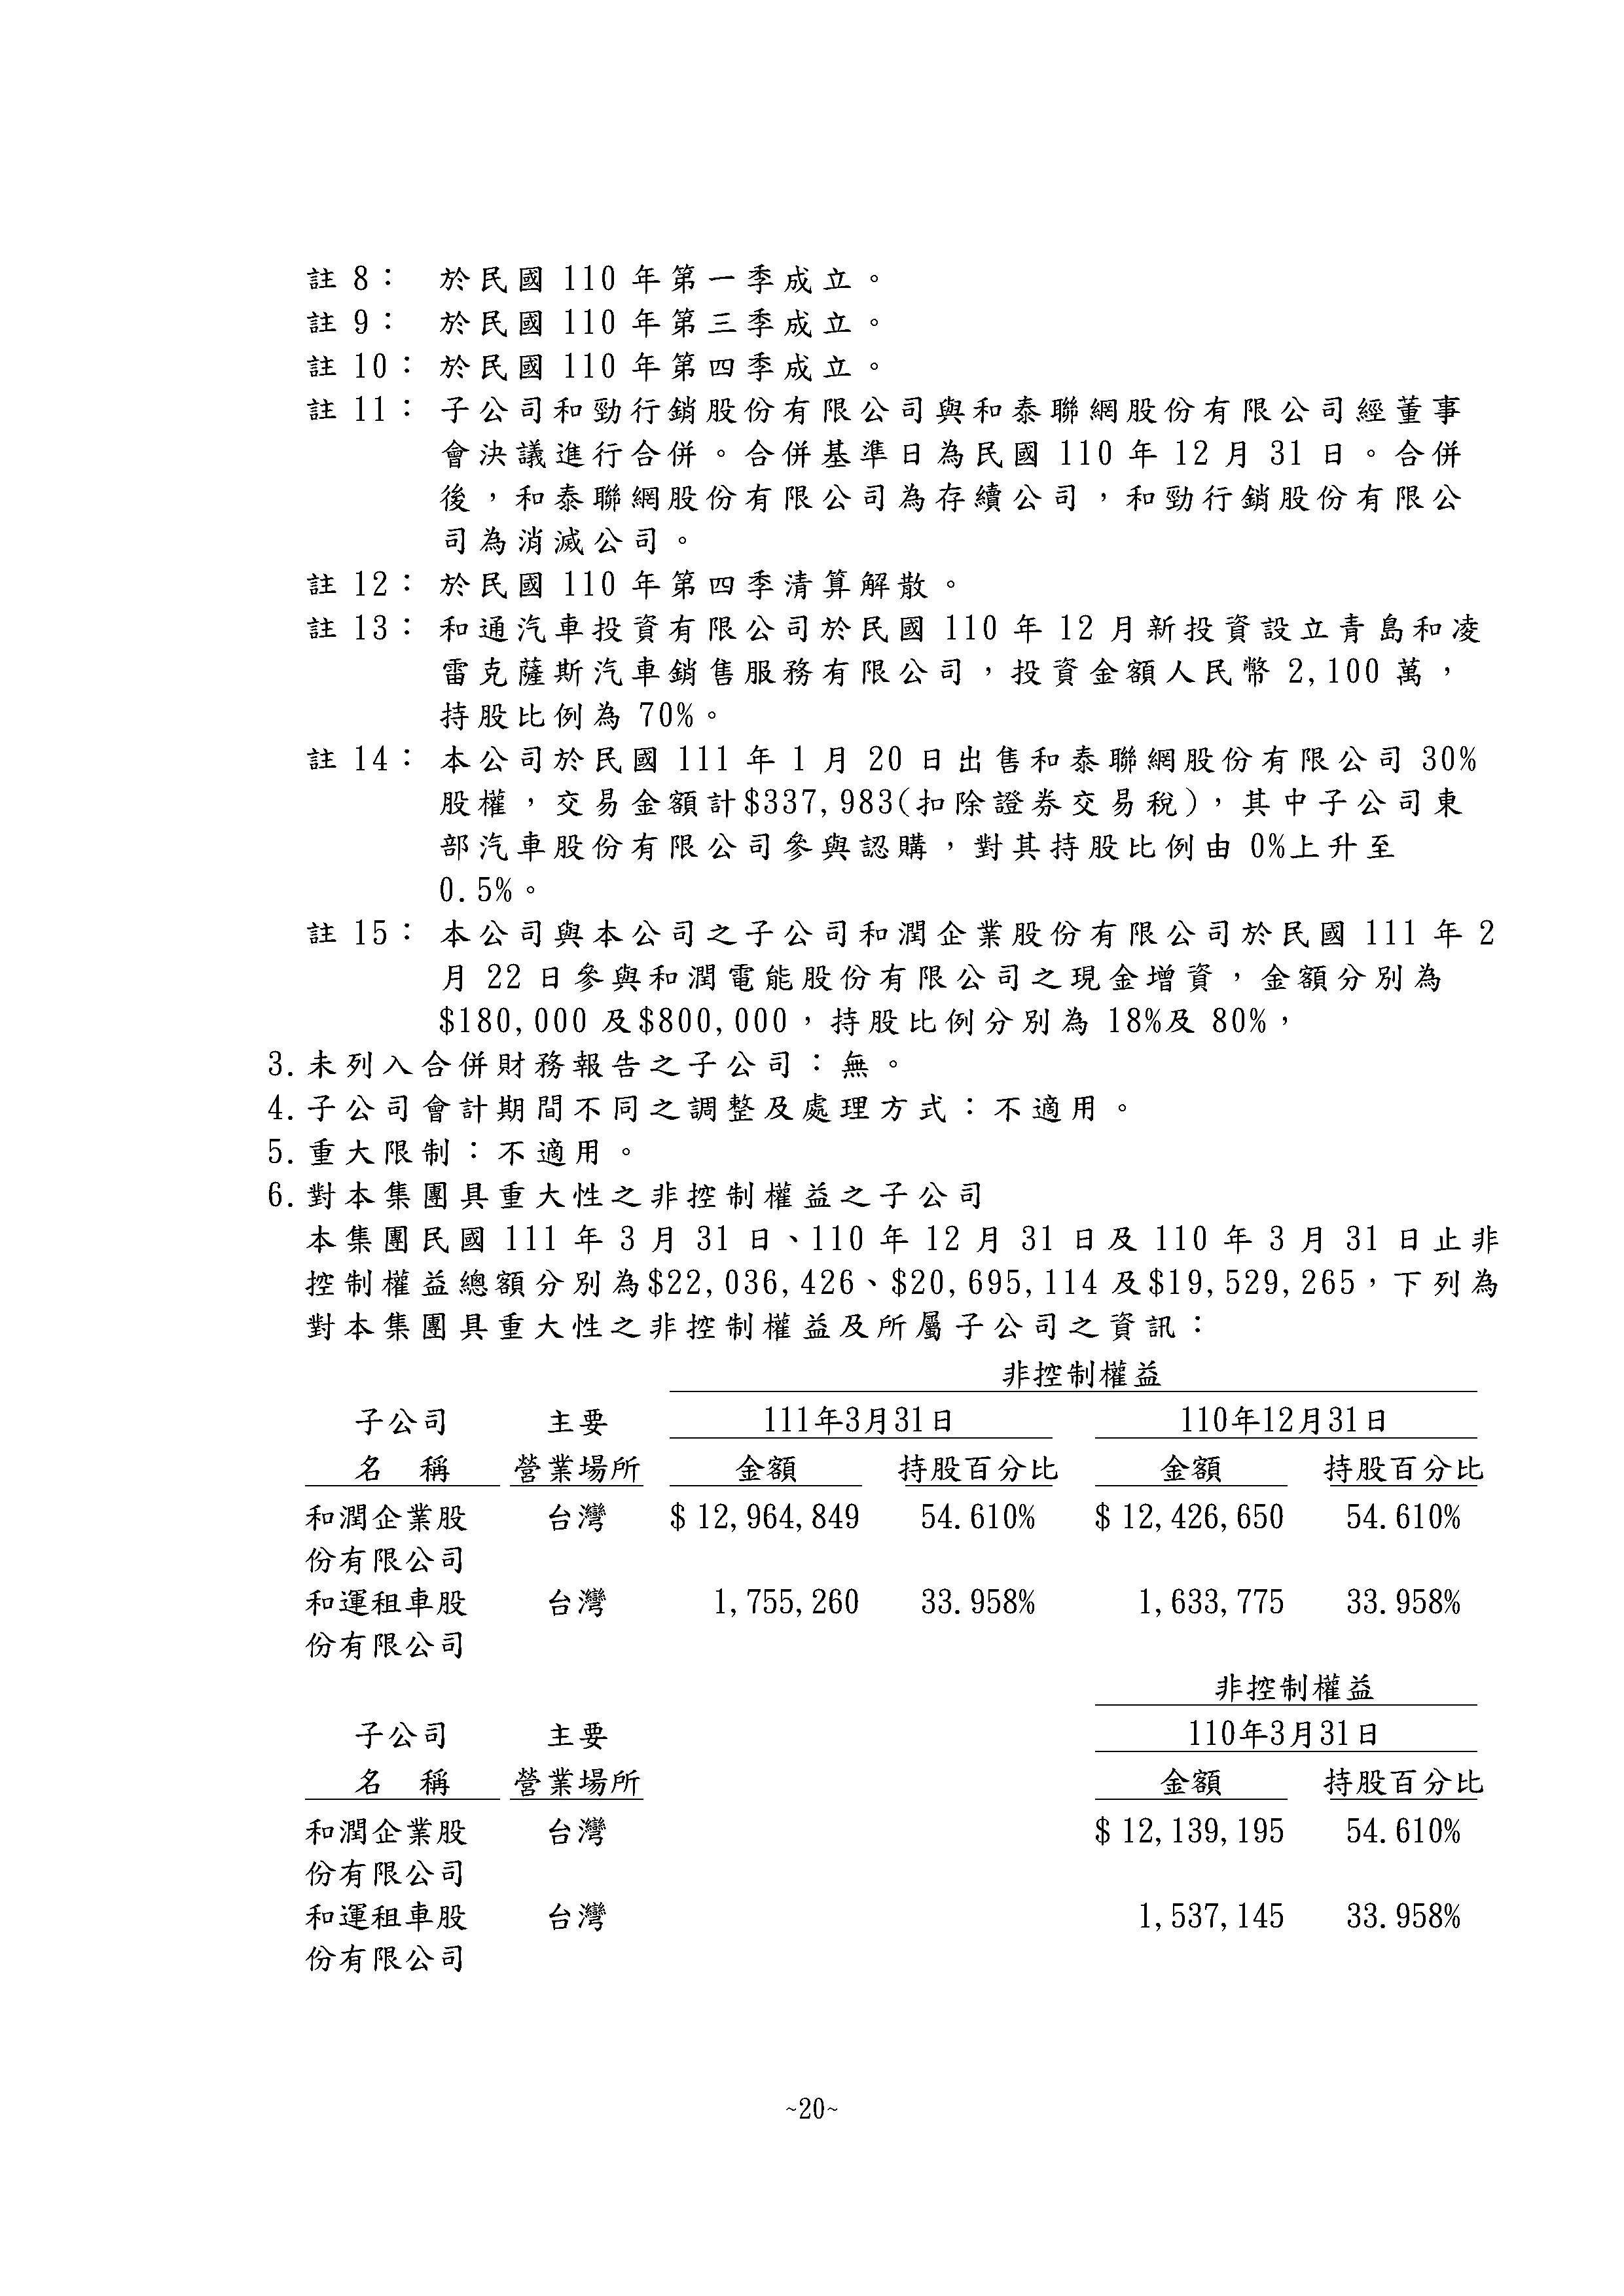 註 8： 於民國 110 年第一季成立。
註 9： 於民國 110 年第三季成立。
註 10： 於民國 110 年第四季成立。
註 11： 子公司和勁行銷股份有限公司與和泰聯網股份有限公司經董事
會決議進行合併。合併基準日為民國 110 年 12 月 31 日。合併
後，和泰聯網股份有限公司為存續公司，和勁行銷股份有限公
司為消滅公司。
註 12： 於民國 110 年第四季清算解散。
註 13： 和通汽車投資有限公司於民國 110 年 12 月新投資設立青島和凌
雷克薩斯汽車銷售服務有限公司，投資金額人民幣 2,100 萬，
持股比例為 70%。
註 14： 本公司於民國 111 年 1 月 20 日出售和泰聯網股份有限公司 30%
股權，交易金額計$337,983(扣除證券交易稅)，其中子公司東
部汽車股份有限公司參與認購，對其持股比例由 0%上升至
0.5%。
註 15： 本公司與本公司之子公司和潤企業股份有限公司於民國 111 年 2
月 22 日參與和潤電能股份有限公司之現金增資，金額分別為
$180,000 及$800,000，持股比例分別為 18%及 80%，
3.未列入合併財務報告之子公司：無。
4.子公司會計期間不同之調整及處理方式：不適用。
5.重大限制：不適用。
6.對本集團具重大性之非控制權益之子公司
本集團民國 111 年 3 月 31 日、110 年 12 月 31 日及 110 年 3 月 31 日止非
控制權益總額分別為$22,036,426、$20,695,114 及$19,529,265，下列為
對本集團具重大性之非控制權益及所屬子公司之資訊：
非控制權益
子公司 主要 111年3月31日 110年12月31日
名 稱 營業場所 金額 持股百分比 金額 持股百分比
和潤企業股 台灣 $ 12,964,849 54.610% $ 12,426,650 54.610%
份有限公司
和運租車股 台灣 1,755,260 33.958% 1,633,775 33.958%
份有限公司
非控制權益
子公司 主要 110年3月31日
名 稱 營業場所 金額 持股百分比
和潤企業股 台灣 $ 12,139,195 54.610%
份有限公司
和運租車股 台灣 1,537,145 33.958%
份有限公司
~20~